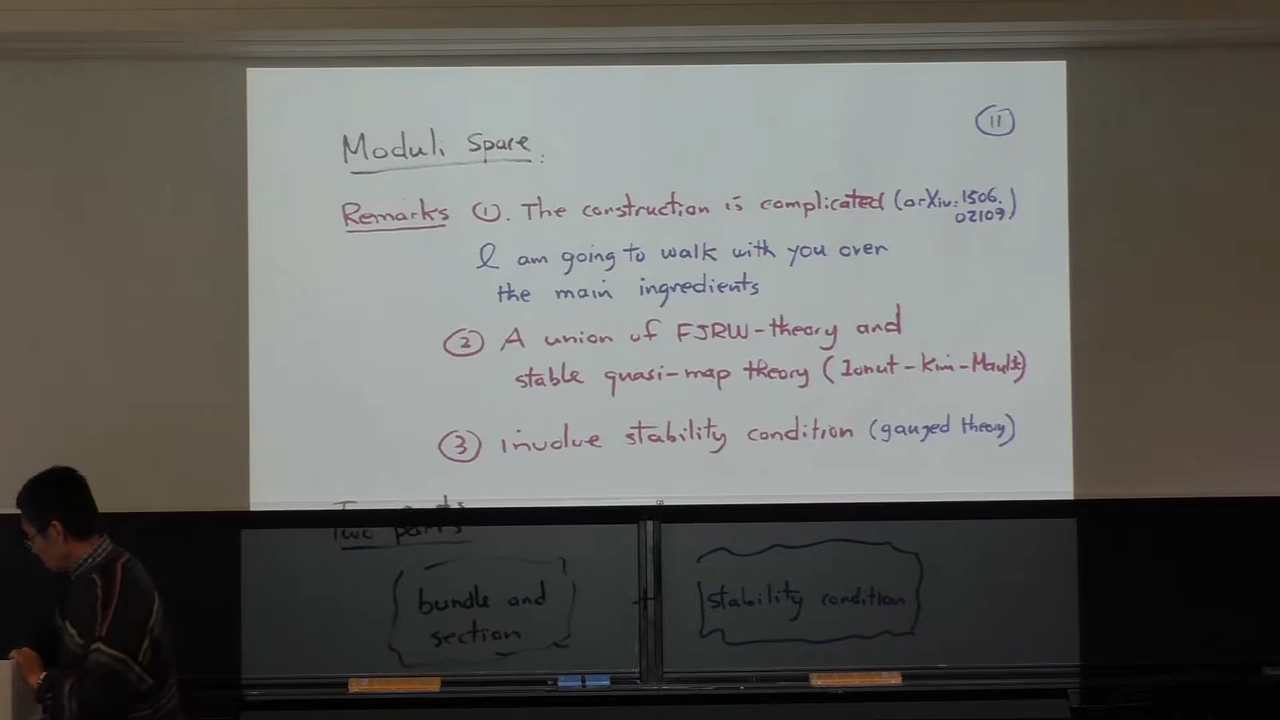 11
Moduli Space.
Remarks ①. The construction is complicated (arXiv:1506.
02109)
I am going to walk with you over
the main ingredients
② A union of FJRW-theory and
stable quasi-map theory (Ionut-Kim-Maulik)
③ involve stability condition (gauged theory)
Two parts
bundle and
section
+
stability condition